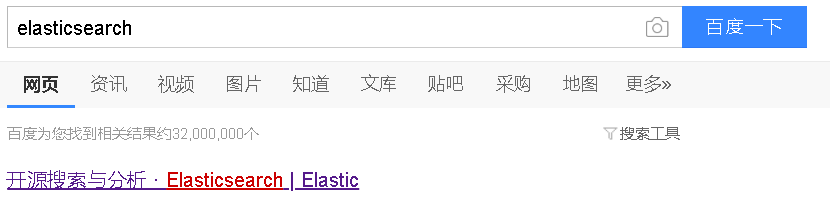 elasticsearch 百度一下
网页 资讯 视频 图片 知道 文库 贴吧 采购 地图 更多»
百度为您找到相关结果约32,000,000个 搜索工具
开源搜索与分析 · Elasticsearch | Elastic